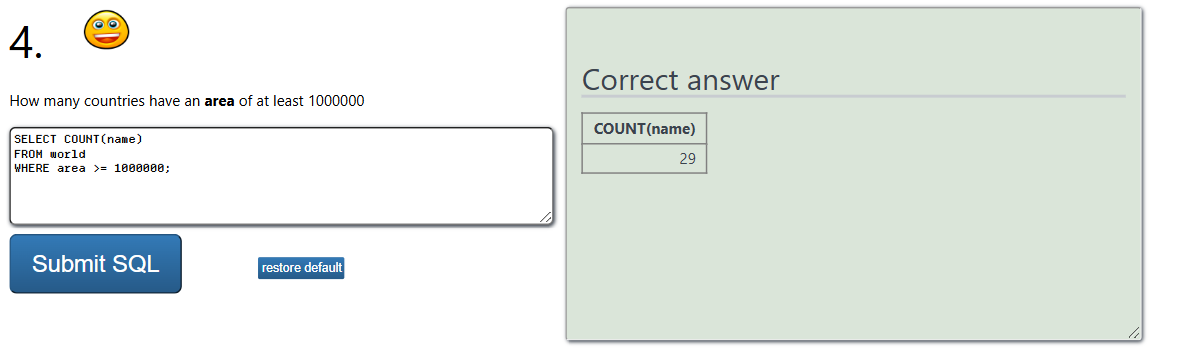 4.
How many countries have an area of at least 1000000
SELECT COUNT(name)
FROM world
WHERE area >= 1000000;
Submit SQL
restore default
Correct answer
COUNT(name)
29